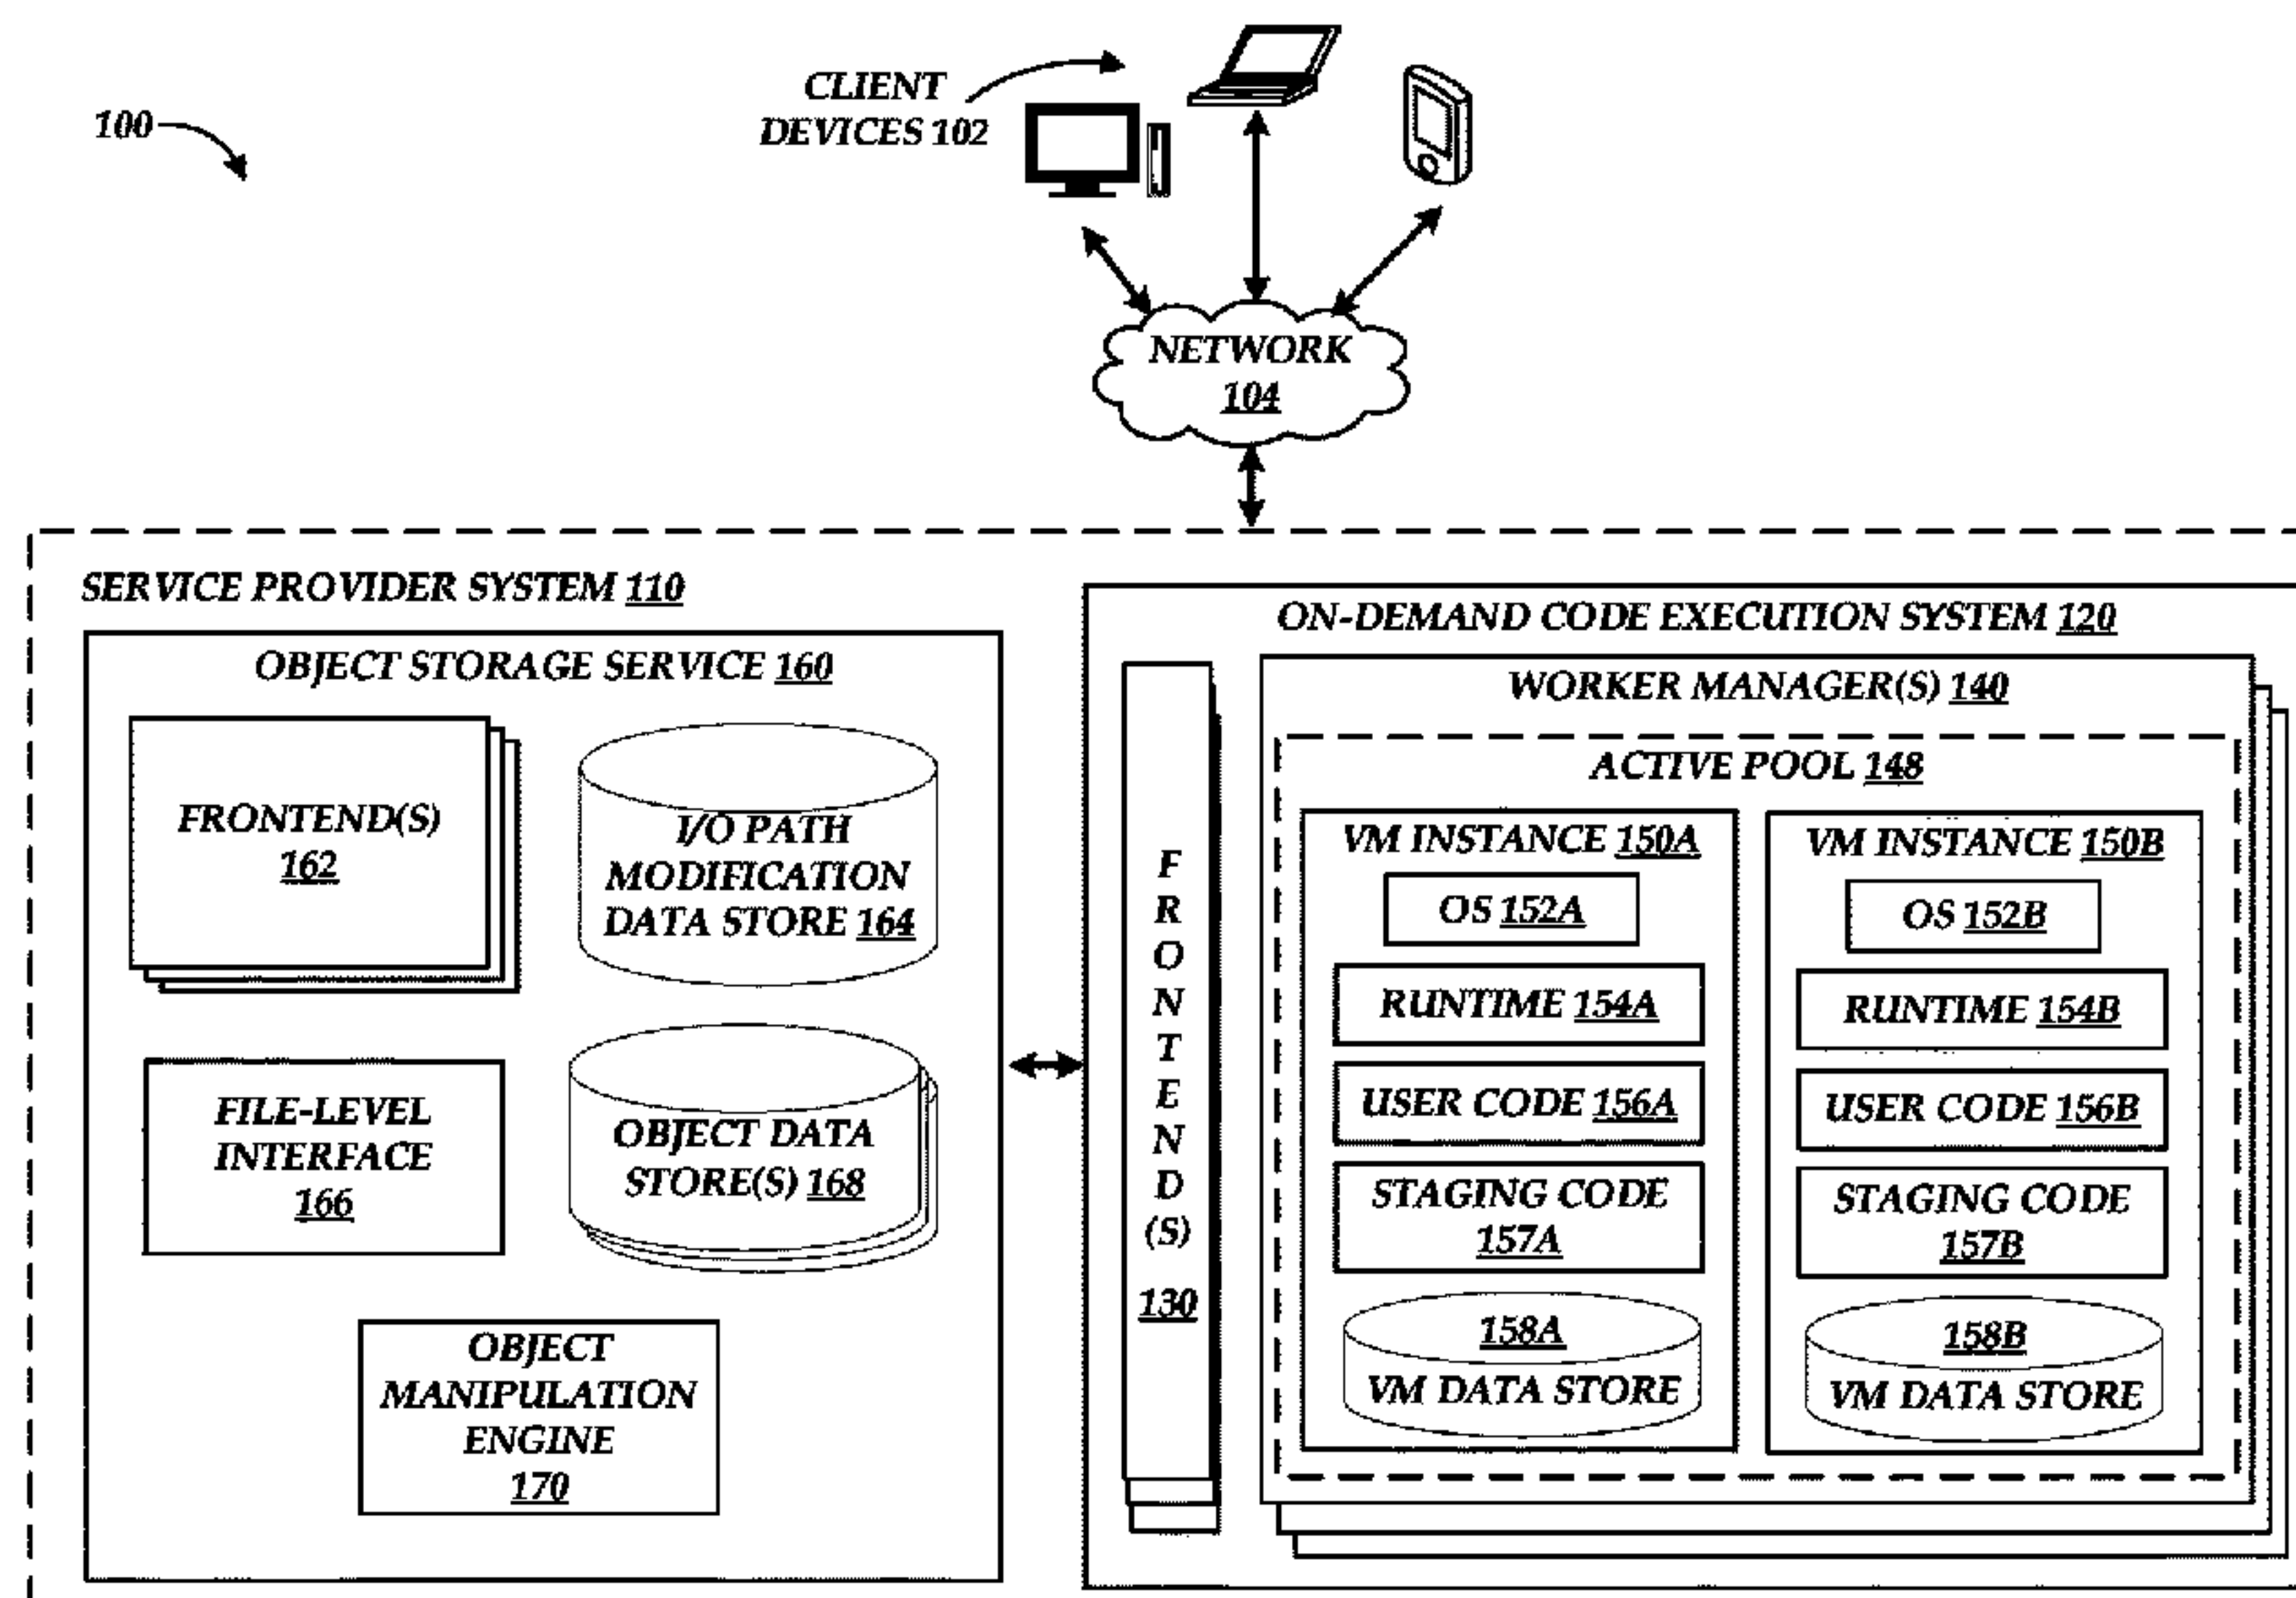 100
CLIENT
DEVICES 102
NETWORK
104
SERVICE PROVIDER SYSTEM 110
OBJECT STORAGE SERVICE 160
FRONTEND(S)
162
I/O PATH
MODIFICATION
DATA STORE 164
FILE-LEVEL
INTERFACE
166
OBJECT DATA
STORE(S) 168
OBJECT
MANIPULATION
ENGINE
170
ON-DEMAND CODE EXECUTION SYSTEM 120
F
R
O
N
T
E
N
D
(S)
130
WORKER MANAGER(S) 140
ACTIVE POOL 148
VM INSTANCE 150A
OS 152A
RUNTIME 154A
USER CODE 156A
STAGING CODE
157A
158A
VM DATA STORE
VM INSTANCE 150B
OS 152B
RUNTIME 154B
USER CODE 156B
STAGING CODE
157B
158B
VM DATA STORE